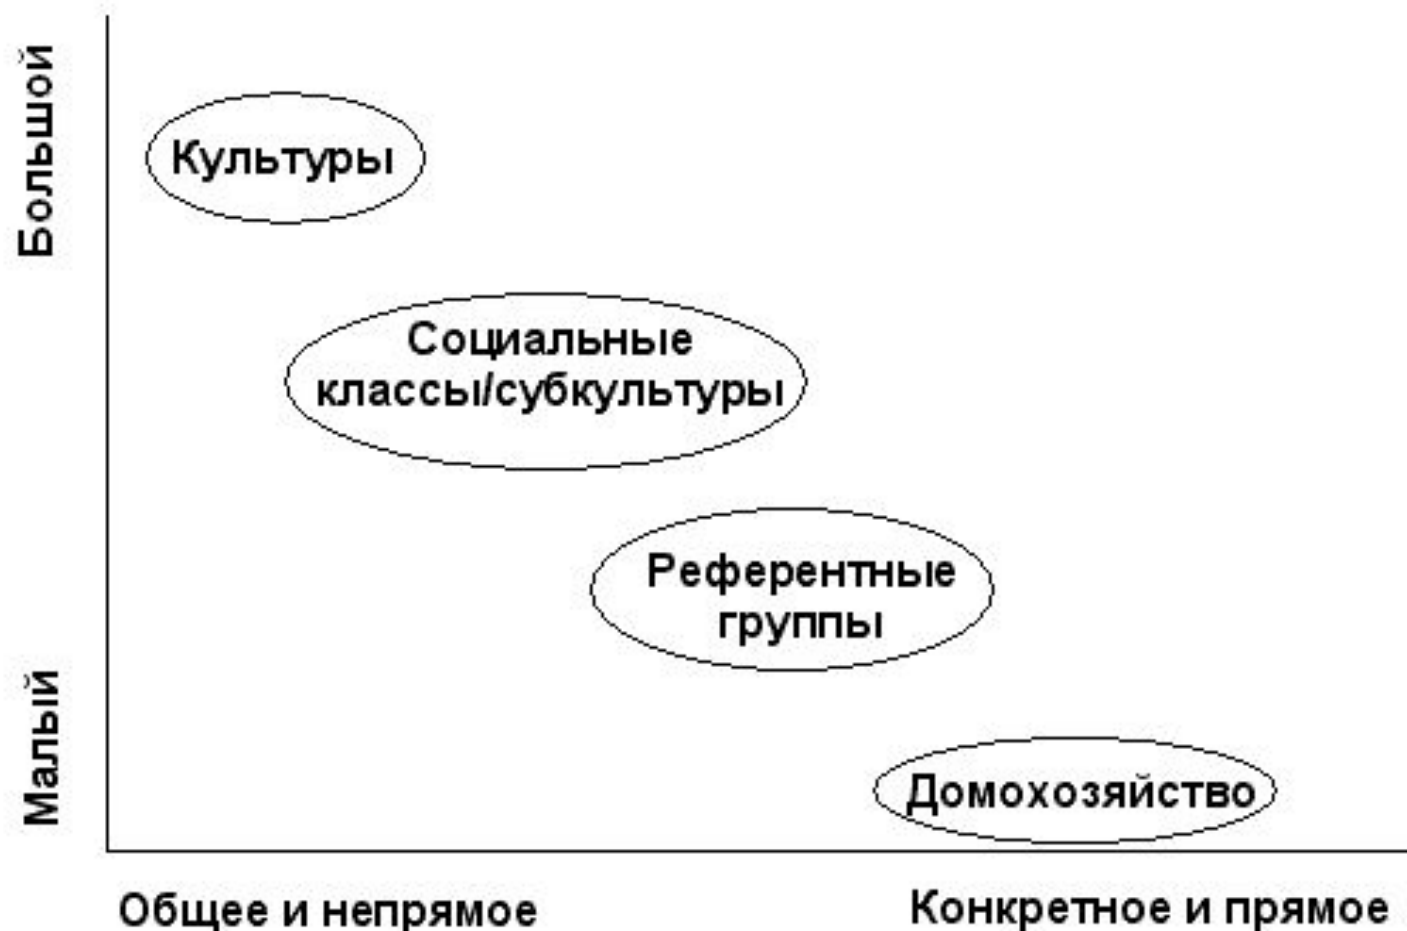 Большой
Культуры
Социальные
классы/субкультуры
Референтные
группы
Малый
Домохозяйство
Общее и непрямое
Конкретное и прямое